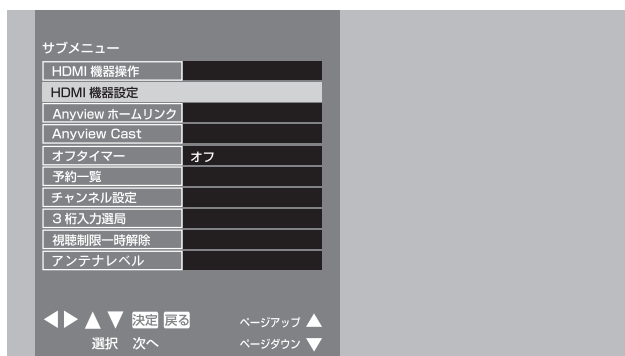 サブメニュー
HDMI 機器操作
HDMI 機器設定
Anyview ホームリンク
Anyview Cast
オフタイマー オフ
予約一覧
チャンネル設定
3 桁入力選局
視聴制限一時解除
アンテナレベル
◀▶▲▼ 決定 戻る ページアップ ▲
選択 次へ ページダウン ▼